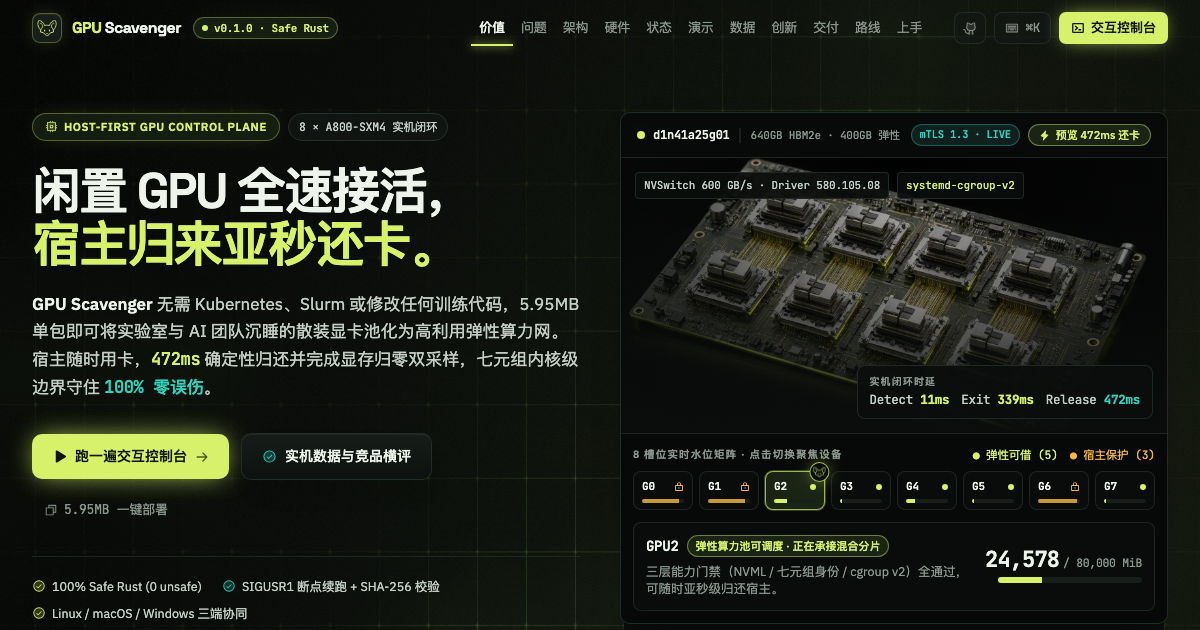 GPU Scavenger
v0.1.0 · Safe Rust
价值 问题 架构 硬件 状态 演示 数据 创新 交付 路线 上手
⌘K
交互控制台
HOST-FIRST GPU CONTROL PLANE
8 × A800-SXM4 实机闭环
闲置 GPU 全速接活，
宿主归来亚秒还卡。
GPU Scavenger 无需 Kubernetes、Slurm 或修改任何训练代码，5.95MB
单包即可将实验室与 AI 团队沉睡的散装显卡池化为高利用弹性算力网。
宿主随时用卡，472ms 确定性归还并完成显存归零双采样，七元组内核级
边界守住 100% 零误伤。
跑一遍交互控制台 →
实机数据与竞品横评
5.95MB 一键部署
100% Safe Rust (0 unsafe)
SIGUSR1 断点续跑 + SHA-256 校验
Linux / macOS / Windows 三端协同
d1n41a25g01
640GB HBM2e · 400GB 弹性
mTLS 1.3 · LIVE
预览 472ms 还卡
NVSwitch 600 GB/s · Driver 580.105.08
systemd-cgroup-v2
实机闭环时延
Detect 11ms Exit 339ms Release 472ms
8 槽位实时水位矩阵 · 点击切换聚焦设备
弹性可借 (5)
宿主保护 (3)
G0 G1 G2 G3 G4 G5 G6 G7
GPU2
弹性算力池可调度 · 正在承接混合分片
三层能力门禁（NVML / 七元组身份 / cgroup v2）全通过，
可随时亚秒级归还宿主。
24,578 / 80,000 MiB